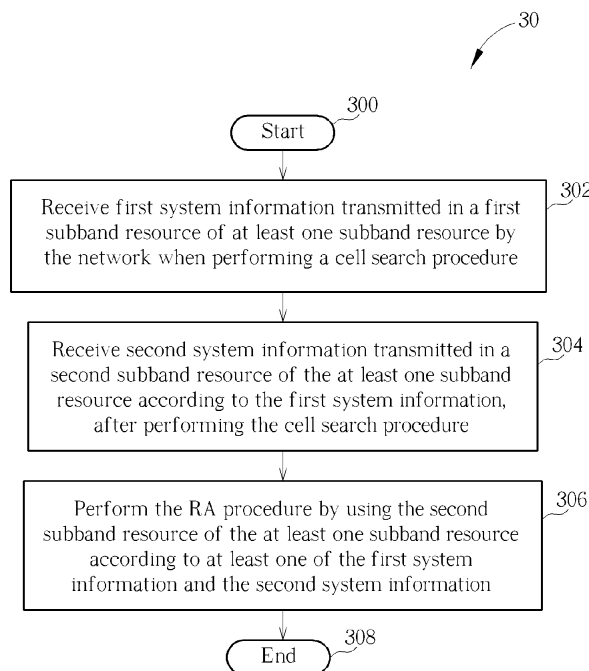 30
300
Start
302
Receive first system information transmitted in a first
subband resource of at least one subband resource by
the network when performing a cell search procedure
304
Receive second system information transmitted in a
second subband resource of the at least one subband
resource according to the first system information,
after performing the cell search procedure
306
Perform the RA procedure by using the second
subband resource of the at least one subband resource
according to at least one of the first system
information and the second system information
308
End